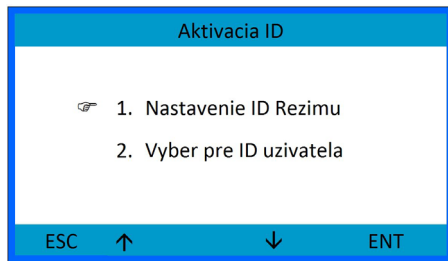 Aktivacia ID
☞ 1. Nastavenie ID Rezimu
2. Vyber pre ID uzivatela
ESC ↑ ↓ ENT